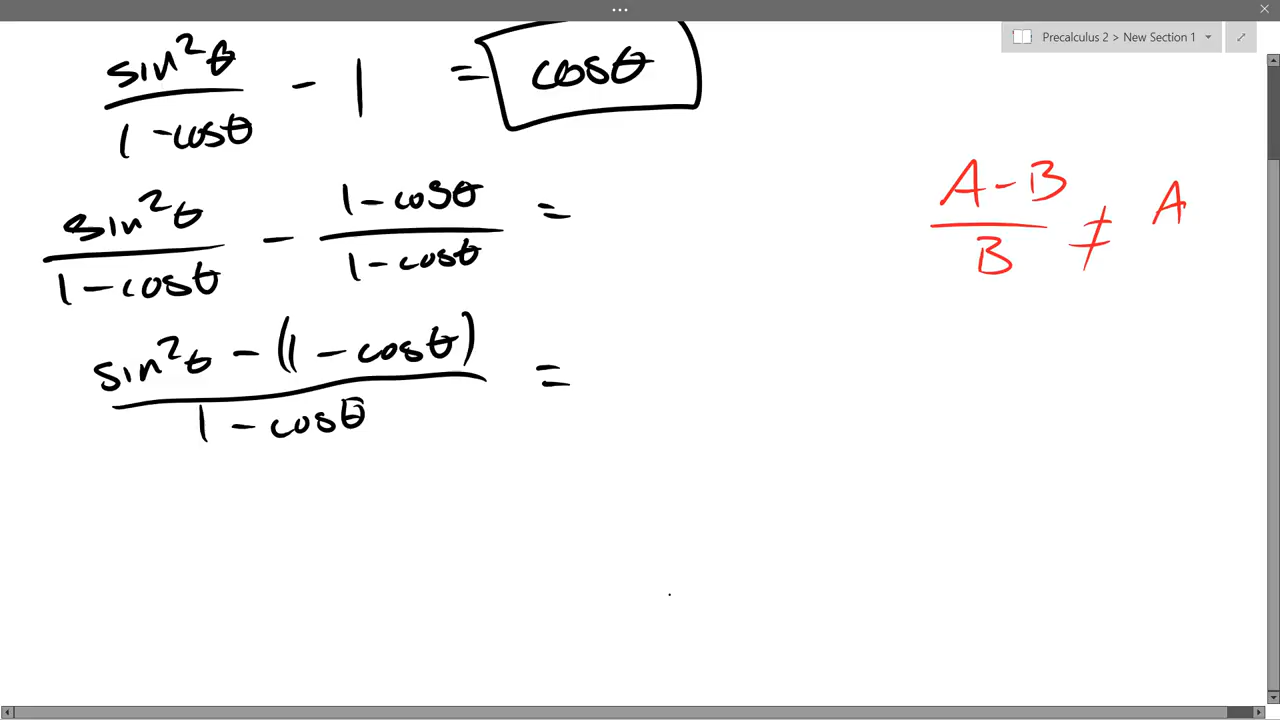 Precalculus 2 > New Section 1
sin²θ / (1 - cosθ) - 1 = cosθ
sin²θ / (1 - cosθ) - (1 - cosθ) / (1 - cosθ) =
(sin²θ - (1 - cosθ)) / (1 - cosθ) =
(A - B) / B ≠ A